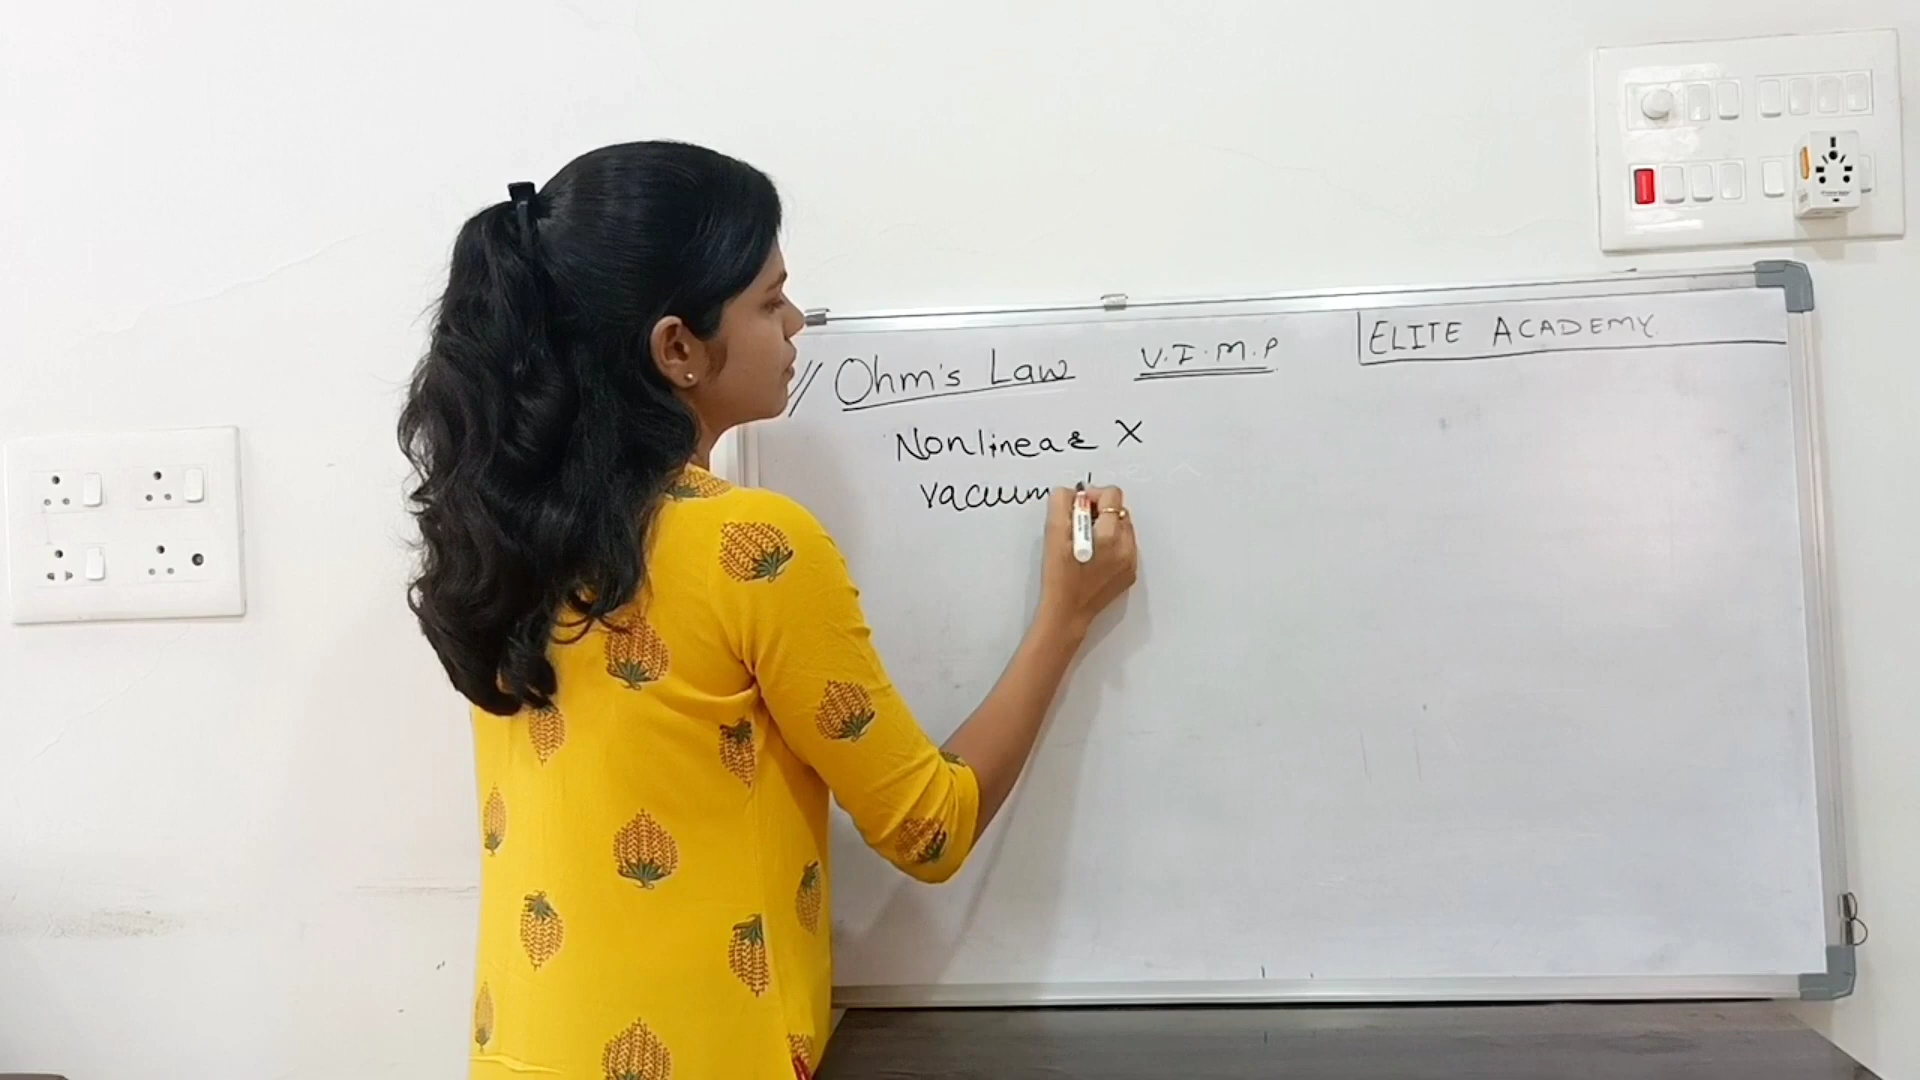 ELITE ACADEMY
// Ohm's Law V.I.M.P
Nonlinear X
Vacuum